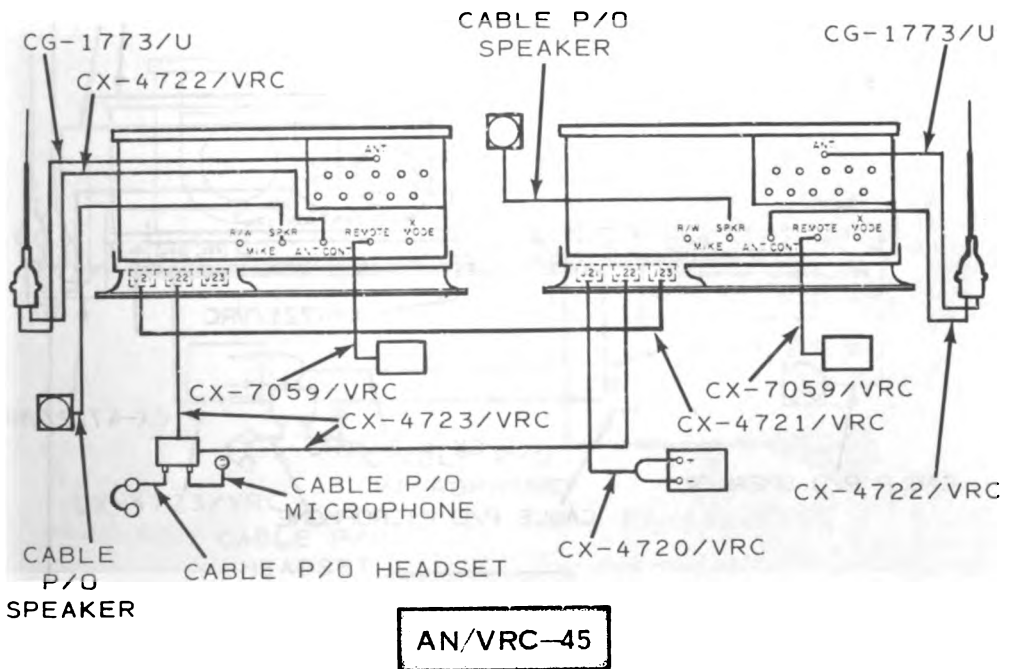 CABLE P/O
SPEAKER
CG-1773/U
CG-1773/U
CX-4722/VRC
ANT
ANT
R/W
SPKR
REMOTE
X
MODE
MIKE
ANT CONT
R/W
SPKR
REMOTE
X
MODE
MIKE
ANT CONT
J21
J22
J23
J21
J22
J23
CX-7059/VRC
CX-7059/VRC
CX-4723/VRC
CX-4721/VRC
CABLE P/O
MICROPHONE
+
-
CX-4722/VRC
CX-4720/VRC
CABLE
P/O
SPEAKER
CABLE P/O HEADSET
AN/VRC-45